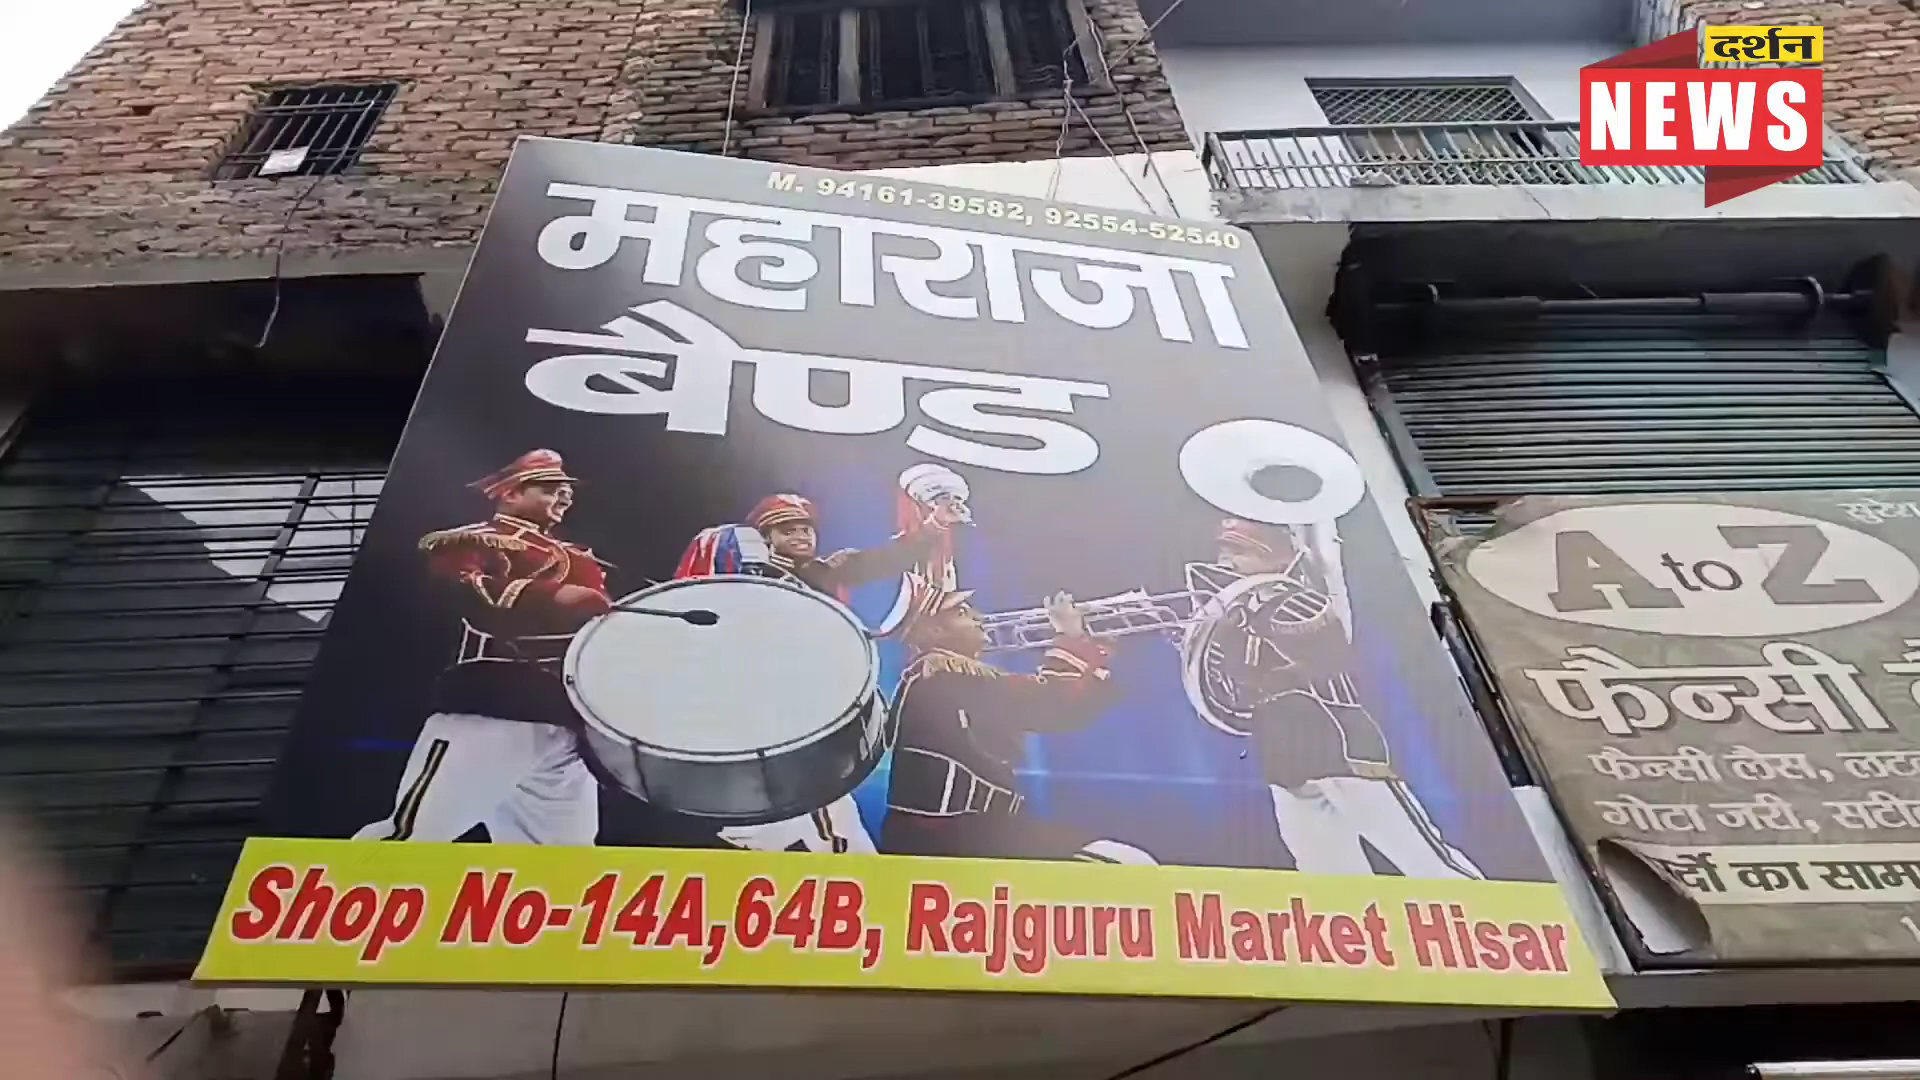 दर्शन
NEWS
M. 94161-39582, 92554-52540
महाराजा
बैण्ड
Shop No-14A,64B, Rajguru Market Hisar
सुरेश
A to Z
फैन्सी
फैन्सी लैस,
गोटा जरी,
का